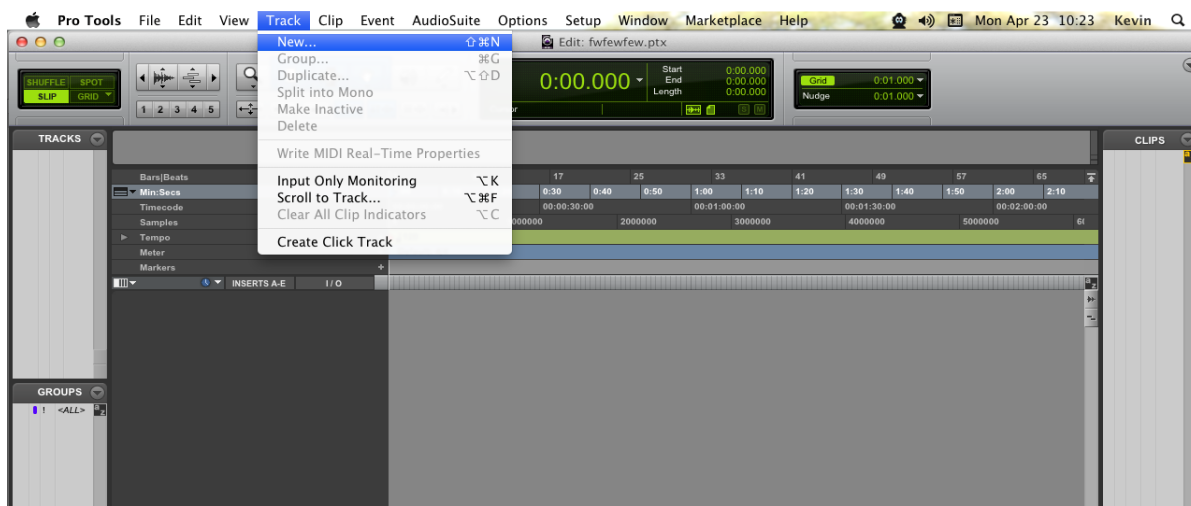 Pro Tools File Edit View Track Clip Event AudioSuite Options Setup Window Marketplace Help Mon Apr 23 10:23 Kevin
Edit: fwfewfew.ptx
New... ⇧⌘N
Group... ⌘G
Duplicate... ⌥⇧D
Split into Mono
Make Inactive
Delete
Write MIDI Real-Time Properties
Input Only Monitoring ⌥K
Scroll to Track... ⌥⌘F
Clear All Clip Indicators ⌥C
Create Click Track
SHUFFLE SPOT
SLIP GRID
1 2 3 4 5
0:00.000
Start 0:00.000
End 0:00.000
Length 0:00.000
S M
Grid 0:01.000
Nudge 0:01.000
TRACKS
CLIPS
Bars|Beats 17 25 33 41 49 57 65
Min:Secs 0:30 0:40 0:50 1:00 1:10 1:20 1:30 1:40 1:50 2:00 2:10
Timecode 00:00:30:00 00:01:00:00 00:01:30:00 00:02:00:00
Samples 2000000 3000000 4000000 5000000
Tempo
Meter
Markers +
INSERTS A-E I / O
GROUPS
! <ALL> a z